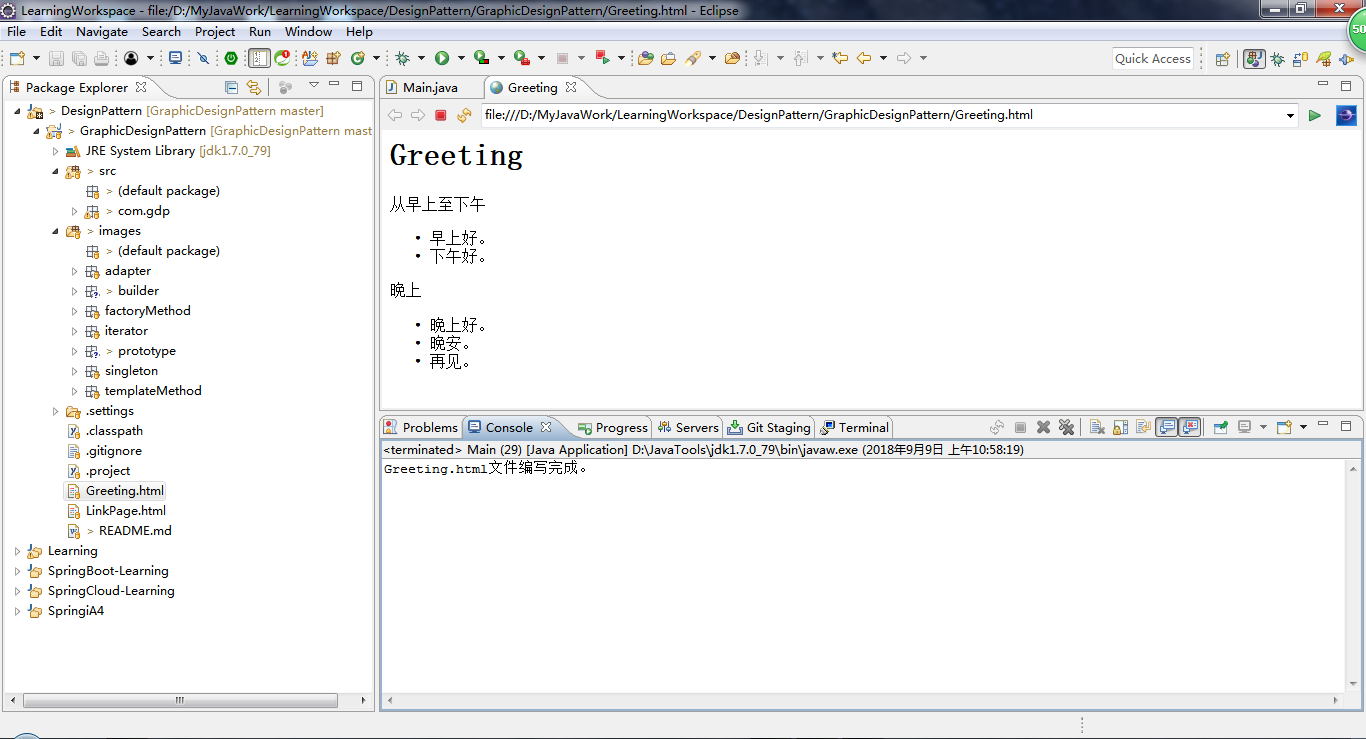 LearningWorkspace - file:/D:/MyJavaWork/LearningWorkspace/DesignPattern/GraphicDesignPattern/Greeting.html - Eclipse
File Edit Navigate Search Project Run Window Help
50
Quick Access
Package Explorer
> DesignPattern [GraphicDesignPattern master]
> GraphicDesignPattern [GraphicDesignPattern mast
JRE System Library [jdk1.7.0_79]
> src
> (default package)
> com.gdp
> images
> (default package)
adapter
> builder
factoryMethod
iterator
> prototype
singleton
templateMethod
.settings
.classpath
.gitignore
.project
Greeting.html
LinkPage.html
> README.md
Learning
SpringBoot-Learning
SpringCloud-Learning
SpringiA4
Main.java Greeting
file:///D:/MyJavaWork/LearningWorkspace/DesignPattern/GraphicDesignPattern/Greeting.html
Greeting
从早上至下午
• 早上好。
• 下午好。
晚上
• 晚上好。
• 晚安。
• 再见。
Problems Console Progress Servers Git Staging Terminal
<terminated> Main (29) [Java Application] D:\JavaTools\jdk1.7.0_79\bin\javaw.exe (2018年9月9日 上午10:58:19)
Greeting.html文件编写完成。